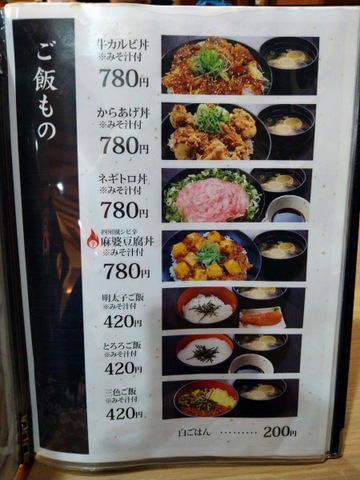 ご飯もの
牛カルビ丼
※みそ汁付
780円
からあげ丼
※みそ汁付
780円
ネギトロ丼
※みそ汁付
780円
四川風シビ辛
麻婆豆腐丼
※みそ汁付
780円
明太子ご飯
※みそ汁付
420円
とろろご飯
※みそ汁付
420円
三色ご飯
※みそ汁付
420円
白ごはん ……… 200円